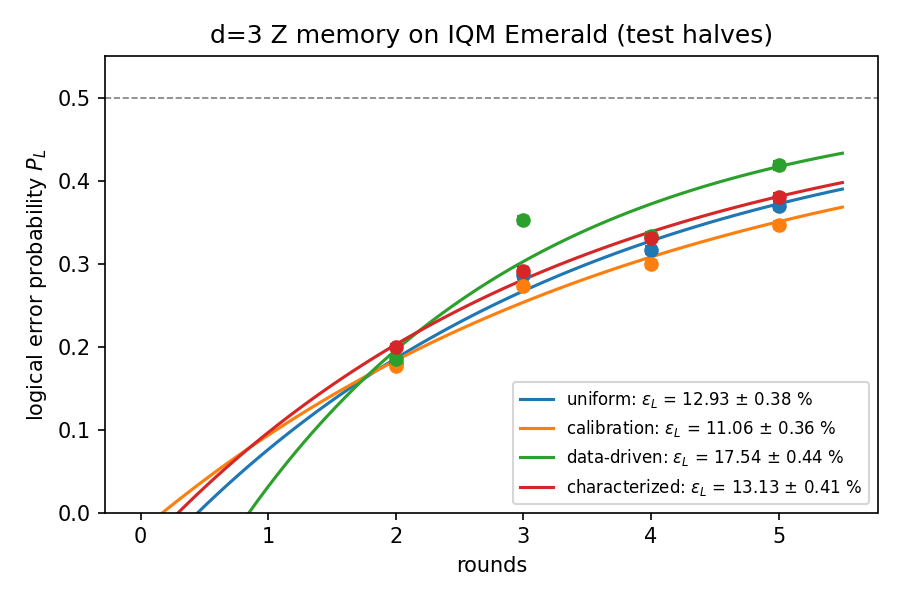 d=3 Z memory on IQM Emerald (test halves)
logical error probability P_L
0.5
0.4
0.3
0.2
0.1
0.0
uniform: ε_L = 12.93 ± 0.38 %
calibration: ε_L = 11.06 ± 0.36 %
data-driven: ε_L = 17.54 ± 0.44 %
characterized: ε_L = 13.13 ± 0.41 %
0 1 2 3 4 5
rounds